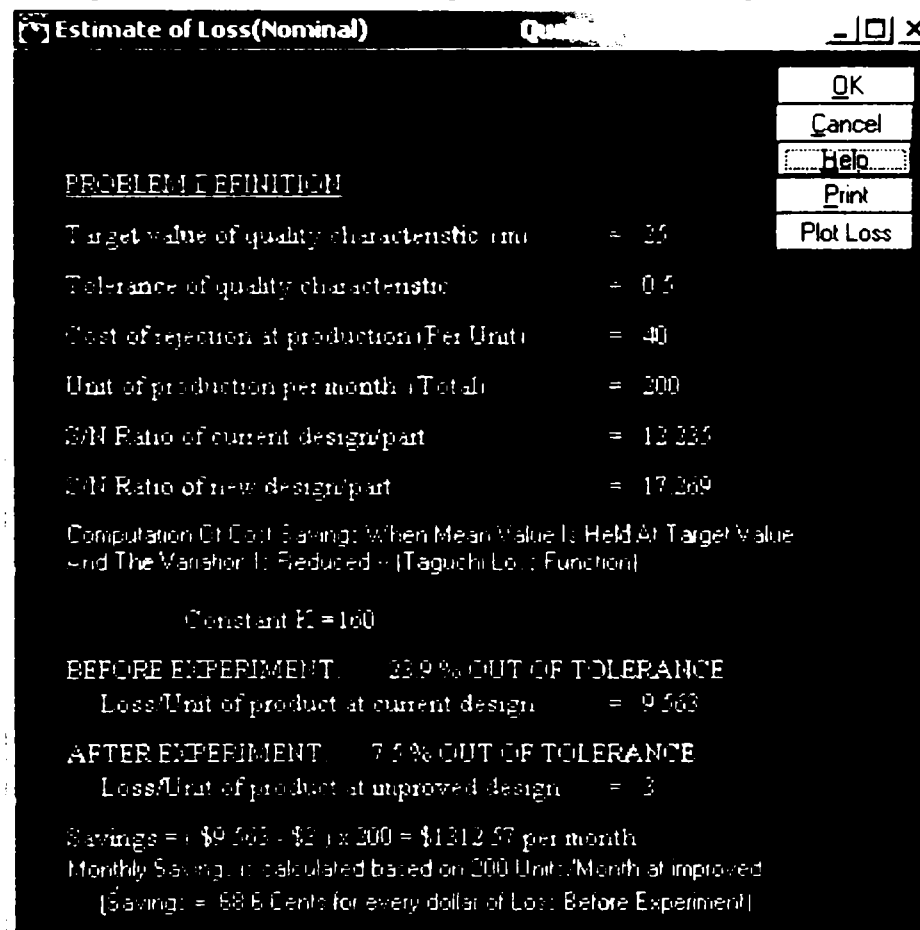 Estimate of Loss(Nominal)
OK
Cancel
Help
Print
Plot Loss
PROBLEM DEFINITION
Target value of quality characteristic (m) =
Tolerance of quality characteristic = 0.5
Cost of rejection at production (Per Unit) = 40
Unit of production per month (Total) = 200
S/N Ratio of current design/part =
S/N Ratio of new design/part = 17.269
Computation Of Cost Savings When Mean Value Is Held At Target Value
And The Variation Is Reduced - (Taguchi Loss Function)
Constant K =160
BEFORE EXPERIMENT: 23.9 % OUT OF TOLERANCE
Loss/Unit of product at current design = 9.563
AFTER EXPERIMENT: 7.5 % OUT OF TOLERANCE
Loss/Unit of product at improved design = 3
Savings = ( $9.563 - $3 ) x 200 = $1312.57 per month
Monthly Savings is calculated based on 200 Units/Month at improved
(Savings = 68.6 Cents for every dollar of Loss Before Experiment)